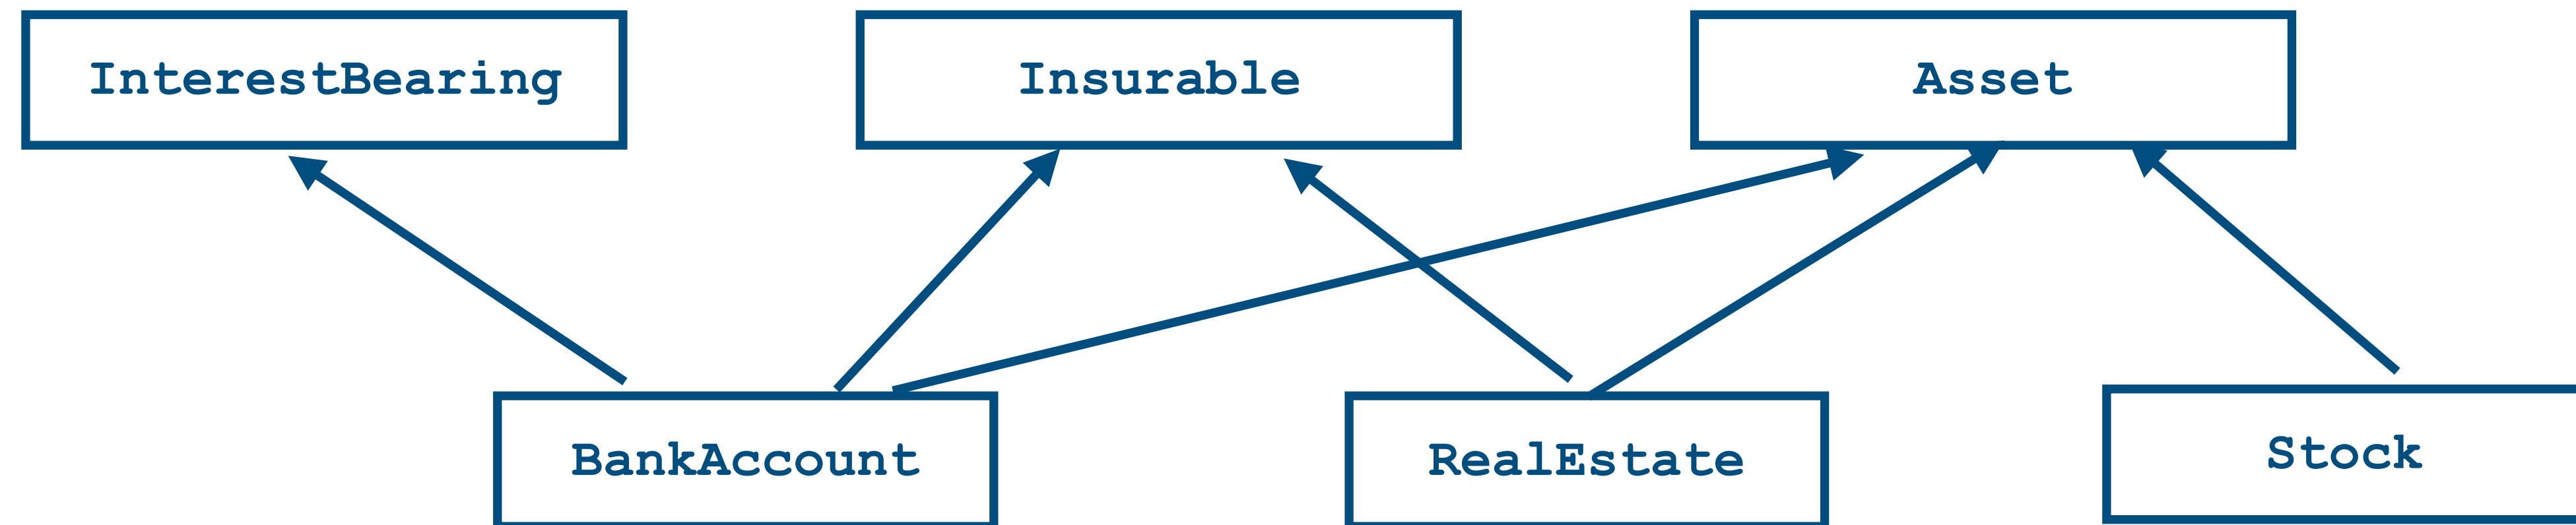 InterestBearing
Insurable
Asset
BankAccount
RealEstate
Stock